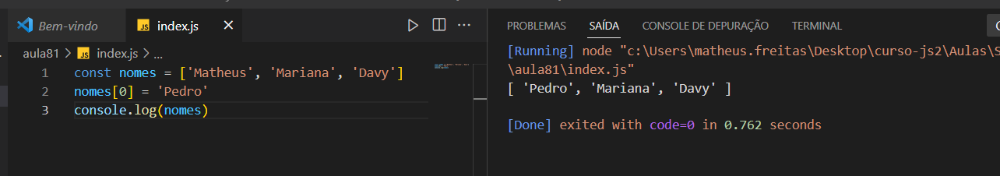 Bem-vindo
JS index.js
aula81 > JS index.js > ...
1 const nomes = ['Matheus', 'Mariana', 'Davy']
2 nomes[0] = 'Pedro'
3 console.log(nomes)
PROBLEMAS SAÍDA CONSOLE DE DEPURAÇÃO TERMINAL
[Running] node "c:\Users\matheus.freitas\Desktop\curso-js2\Aulas\S
\aula81\index.js"
[ 'Pedro', 'Mariana', 'Davy' ]
[Done] exited with code=0 in 0.762 seconds